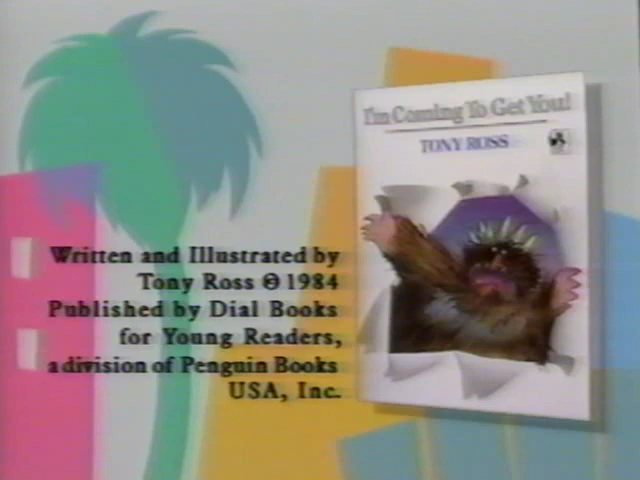 I'm Coming To Get You!
TONY ROSS
Written and Illustrated by
Tony Ross © 1984
Published by Dial Books
for Young Readers,
a division of Penguin Books
USA, Inc.